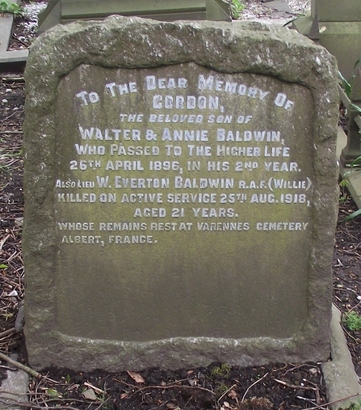 To The Dear Memory Of
GORDON,
THE BELOVED SON OF
WALTER & ANNIE BALDWIN,
WHO PASSED TO THE HIGHER LIFE
26TH APRIL 1896, IN HIS 2ND YEAR.
ALSO LIEU W. EVERTON BALDWIN R.A.F. (WILLIE)
KILLED ON ACTIVE SERVICE 25TH AUG. 1918,
AGED 21 YEARS.
WHOSE REMAINS REST AT VARENNES CEMETERY
ALBERT, FRANCE.